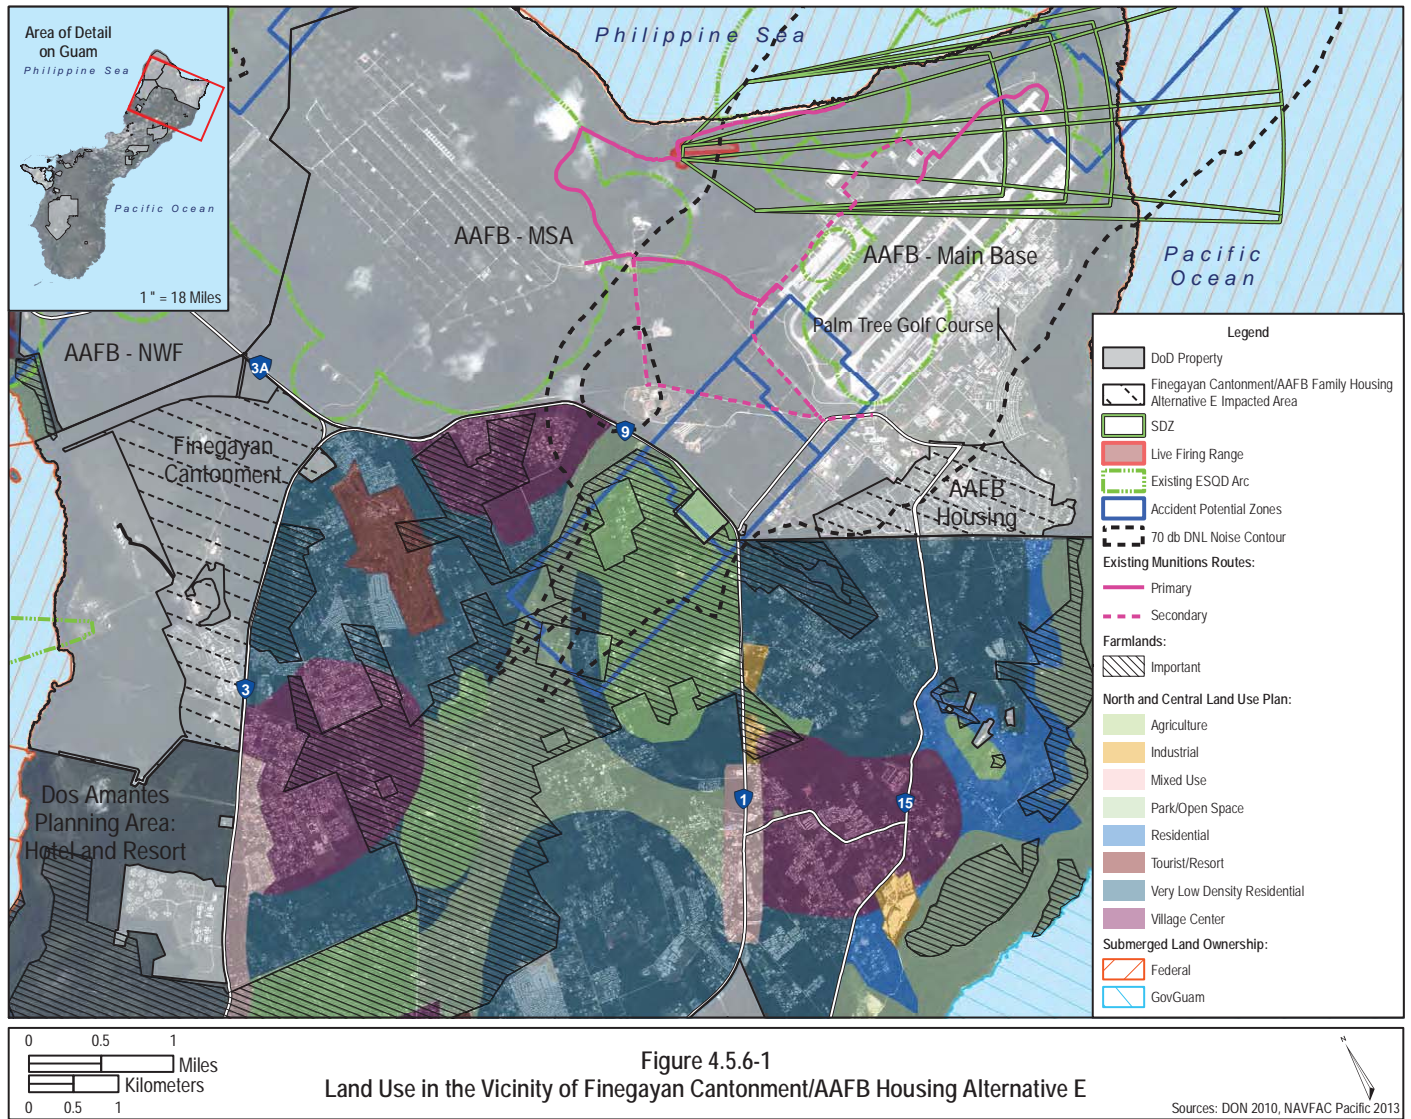 Area of Detail
on Guam
Philippine Sea
Pacific Ocean
1 " = 18 Miles
Philippine Sea
AAFB - MSA
AAFB - Main Base
Pacific
Ocean
Palm Tree Golf Course
AAFB - NWF
3A
9
Finegayan
Cantonment
AAFB
Housing
3
1
15
Dos Amantes
Planning Area:
Hotel and Resort
Legend
DoD Property
Finegayan Cantonment/AAFB Family Housing
Alternative E Impacted Area
SDZ
Live Firing Range
Existing ESQD Arc
Accident Potential Zones
70 db DNL Noise Contour
Existing Munitions Routes:
Primary
Secondary
Farmlands:
Important
North and Central Land Use Plan:
Agriculture
Industrial
Mixed Use
Park/Open Space
Residential
Tourist/Resort
Very Low Density Residential
Village Center
Submerged Land Ownership:
Federal
GovGuam
0 0.5 1
Miles
Kilometers
0 0.5 1
Figure 4.5.6-1
Land Use in the Vicinity of Finegayan Cantonment/AAFB Housing Alternative E
N
Sources: DON 2010, NAVFAC Pacific 2013